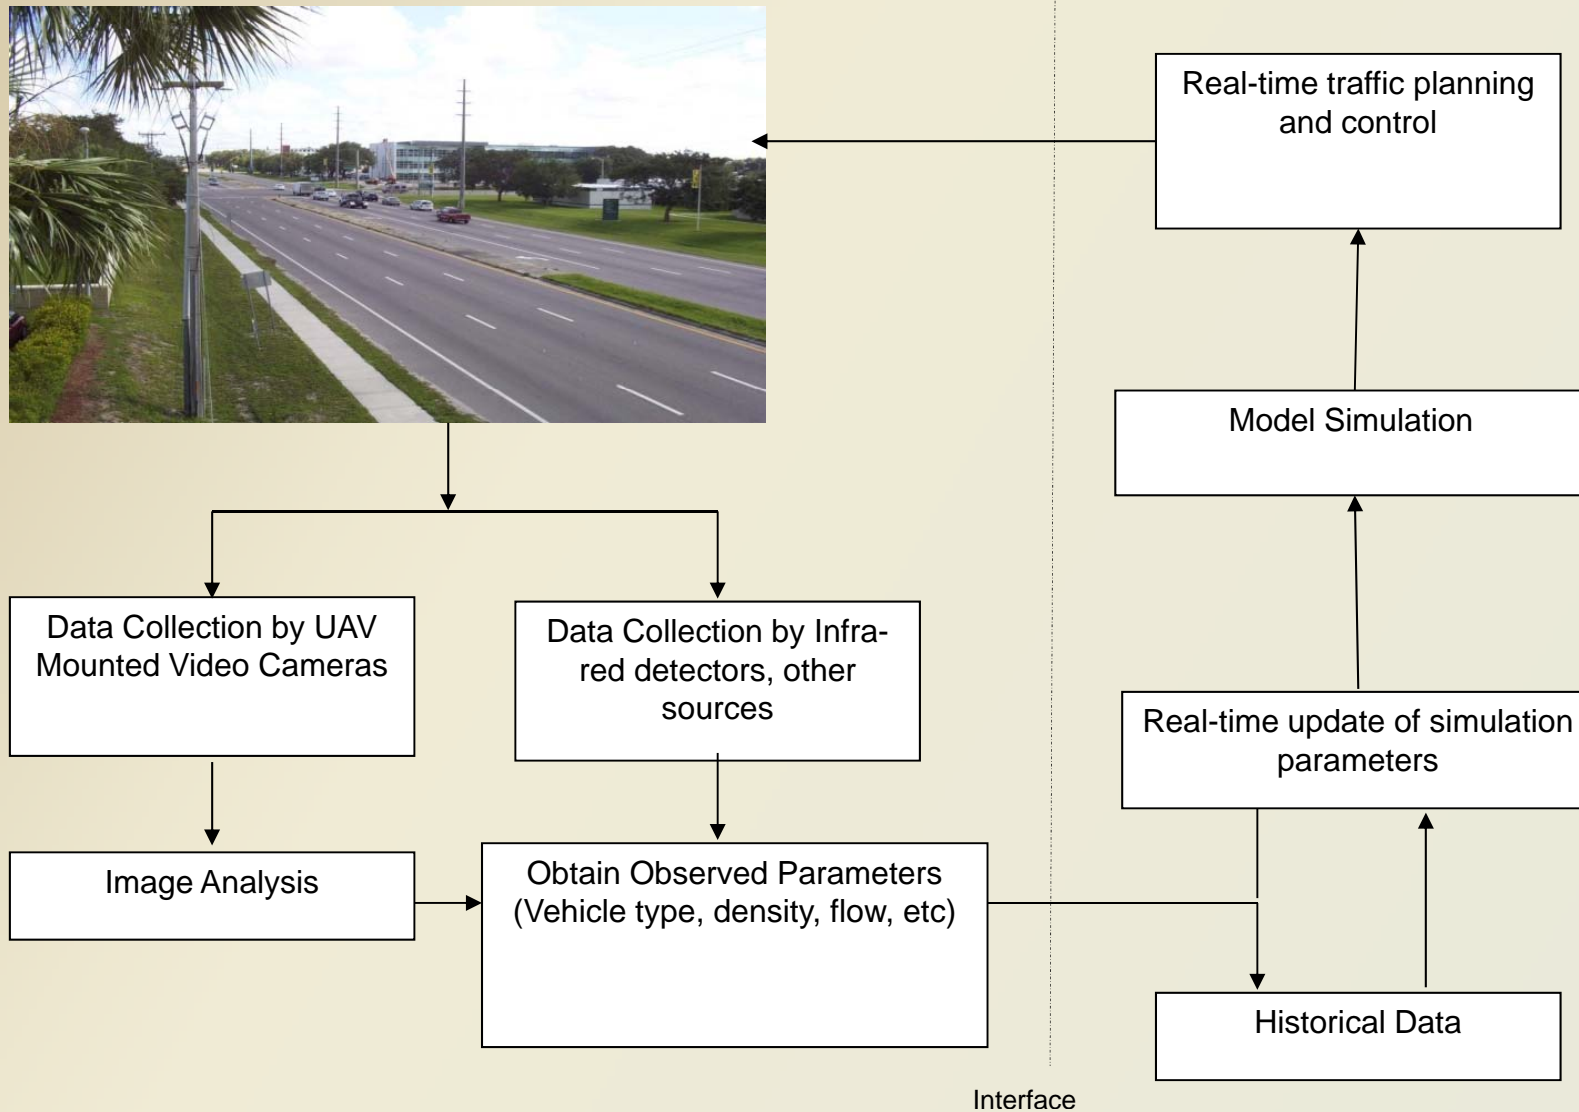 Real-time traffic planning
and control
Model Simulation
Data Collection by UAV
Mounted Video Cameras
Data Collection by Infra-
red detectors, other
sources
Real-time update of simulation
parameters
Image Analysis
Obtain Observed Parameters
(Vehicle type, density, flow, etc)
Historical Data
Interface